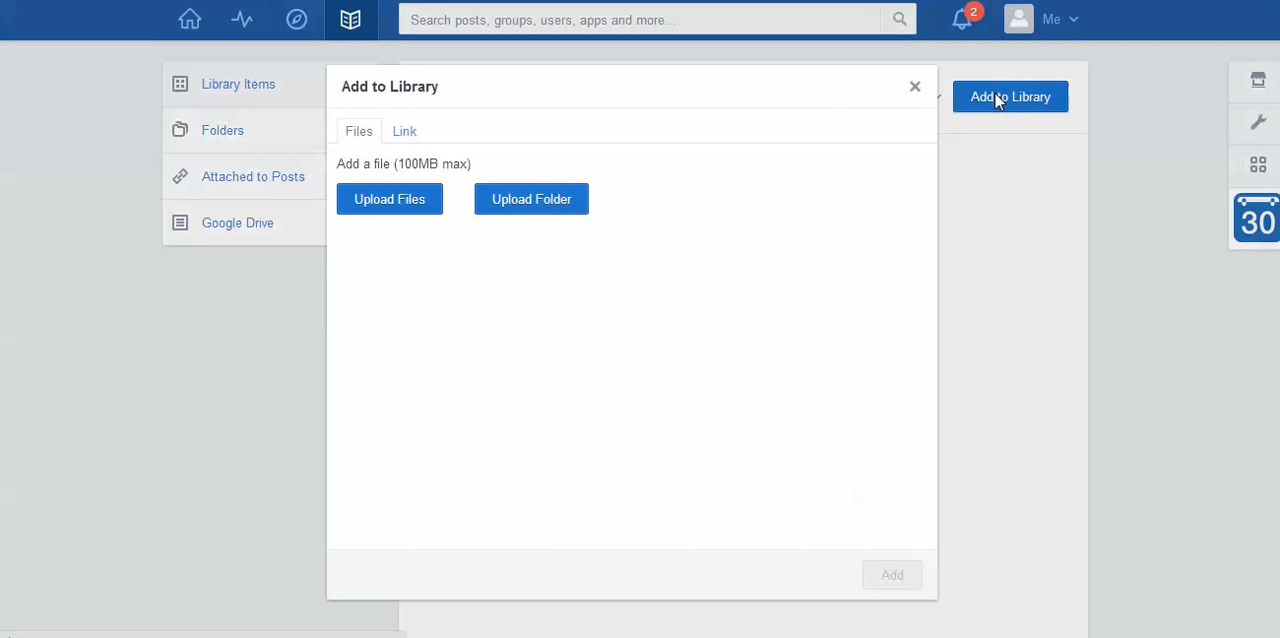 Search posts, groups, users, apps and more...
2
Me
Library Items
Folders
Attached to Posts
Google Drive
Add to Library
Files
Link
Add a file (100MB max)
Upload Files
Upload Folder
Add
Add to Library
30